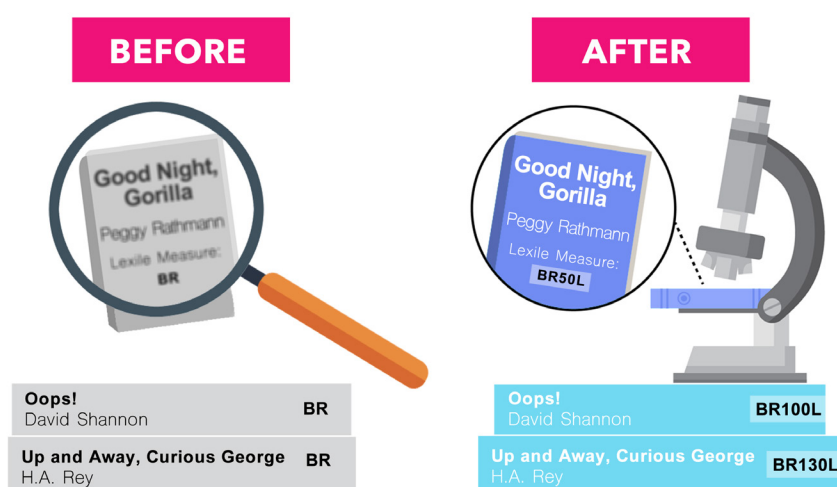 BEFORE
Good Night,
Gorilla
Peggy Rathmann
Lexile Measure:
BR
Oops!
David Shannon
BR
Up and Away, Curious George
H.A. Rey
BR
AFTER
Good Night,
Gorilla
Peggy Rathmann
Lexile Measure:
BR50L
Oops!
David Shannon
BR100L
Up and Away, Curious George
H.A. Rey
BR130L